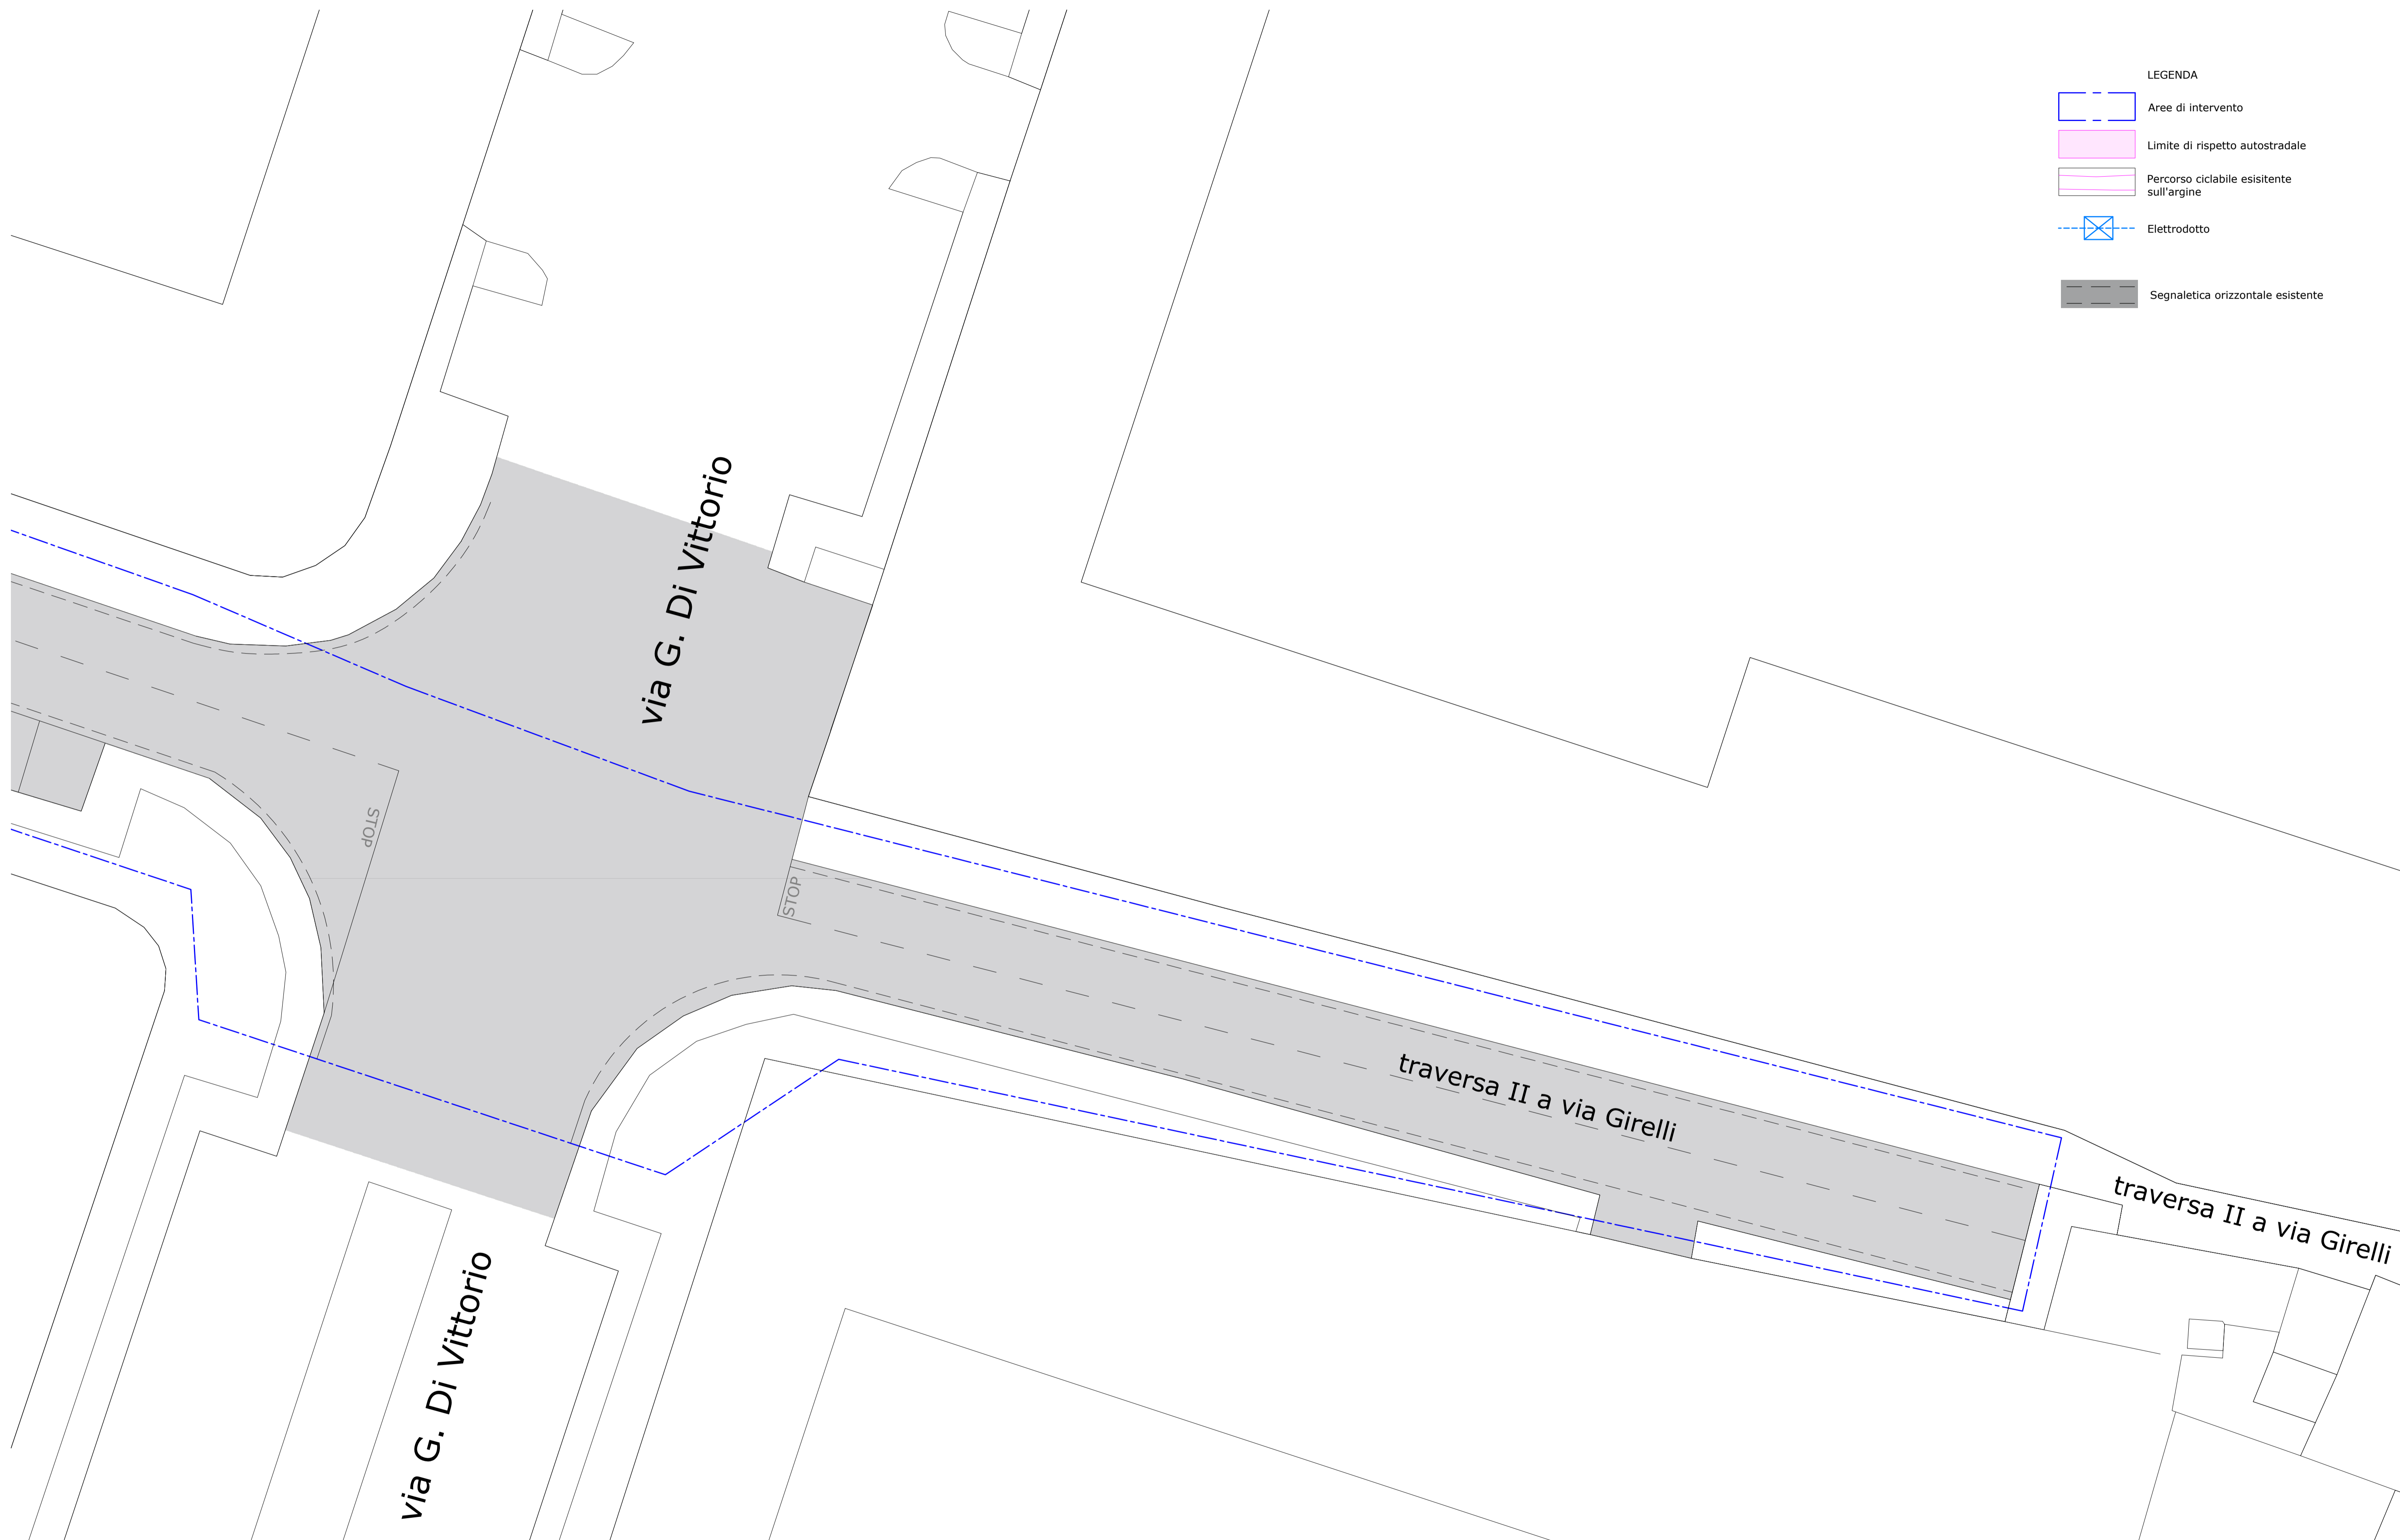 LEGENDA
Aree di intervento
Limite di rispetto autostradale
Percorso ciclabile esisitente
sull'argine
Elettrodotto
Segnaletica orizzontale esistente
via G. Di Vittorio
STOP
STOP
traversa II a via Girelli
traversa II a via Girelli
via G. Di Vittorio